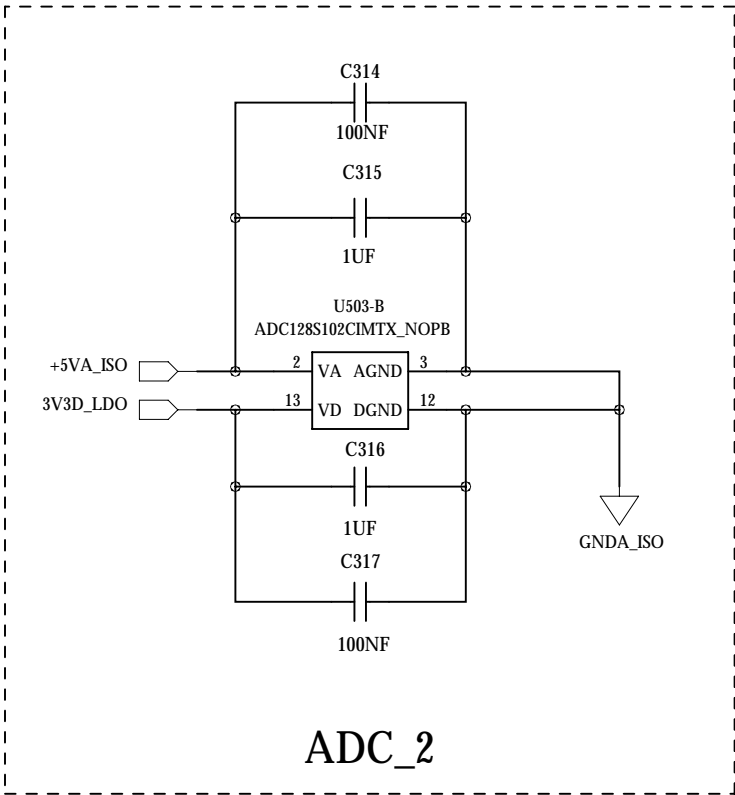 C314
100NF
C315
1UF
U503-B
ADC128S102CIMTX_NOPB
+5VA_ISO 2 VA AGND 3
3V3D_LDO 13 VD DGND 12
C316
1UF
GNDA_ISO
C317
100NF
ADC_2